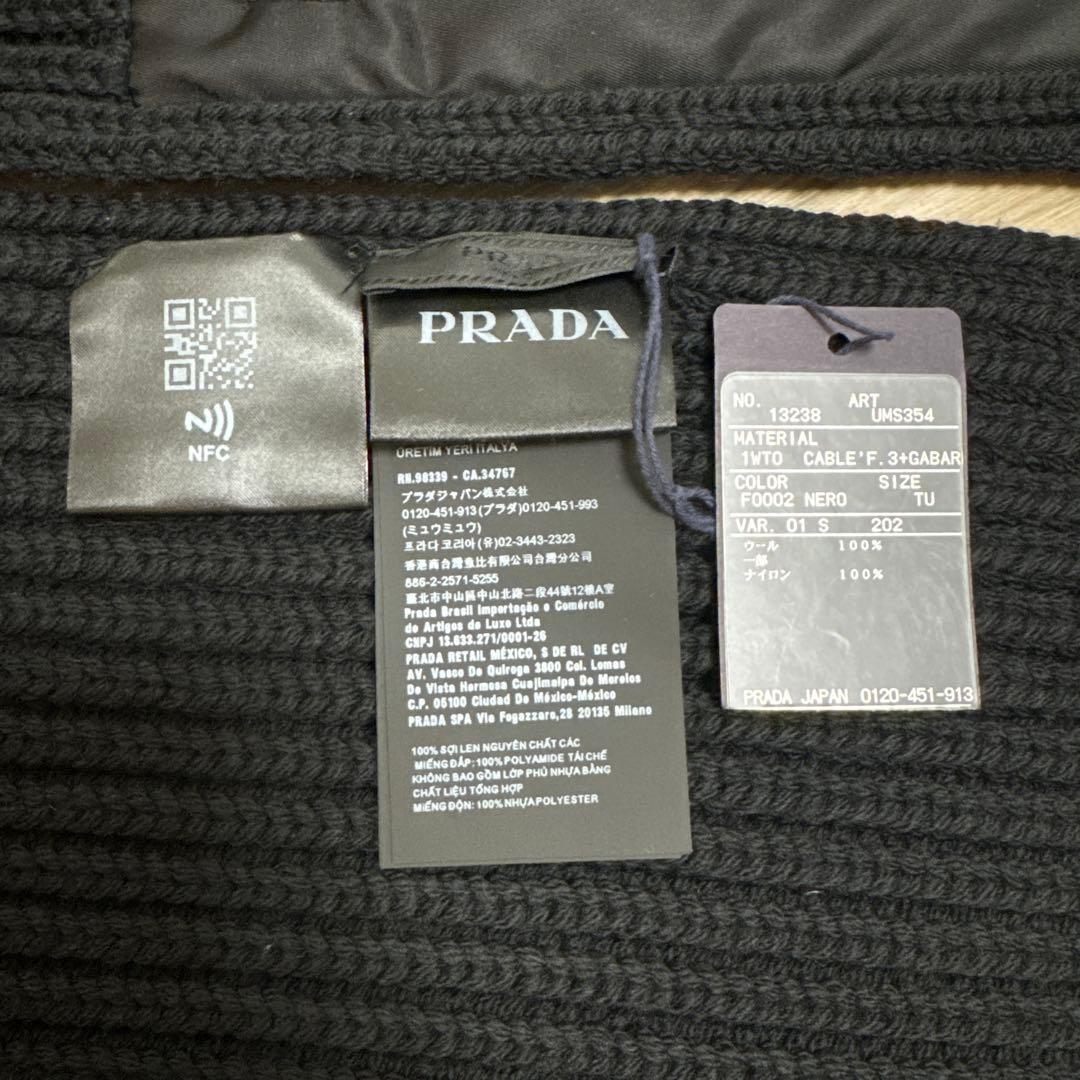 NFC
PRADA
PRADA
ÜRETİM YERİ İTALYA
RN.98339 - CA.34767
プラダジャパン株式会社
0120-451-913(プラダ)0120-451-993
(ミュウミュウ)
프라다코리아(유)02-3443-2323
香港商台灣普比有限公司台灣分公司
886-2-2571-5255
臺北市中山區中山北路二段44號12樓A室
Prada Brasil Importação e Comércio
de Artigos de Luxo Ltda
CNPJ 13.633.271/0001-26
PRADA RETAIL MÉXICO, S DE RL DE CV
AV. Vasco De Quiroga 3800 Col. Lomas
De Vista Hermosa Cuajimalpa De Morelos
C.P. 05100 Ciudad De México-México
PRADA SPA Via Fogazzaro,28 20135 Milano
100% SỢI LEN NGUYÊN CHẤT CÁC
MIẾNG ĐẮP:100% POLYAMIDE TÁI CHẾ
KHÔNG BAO GỒM LỚP PHỦ NHỰA BẰNG
CHẤT LIỆU TỔNG HỢP
MIẾNG ĐỘN: 100% NHỰA POLYESTER
NO. ART
13238 UMS354
MATERIAL
1WTO CABLE'F.3+GABAR
COLOR SIZE
F0002 NERO TU
VAR. 01 S 202
ウール 100%
一部
ナイロン 100%
PRADA JAPAN 0120-451-913